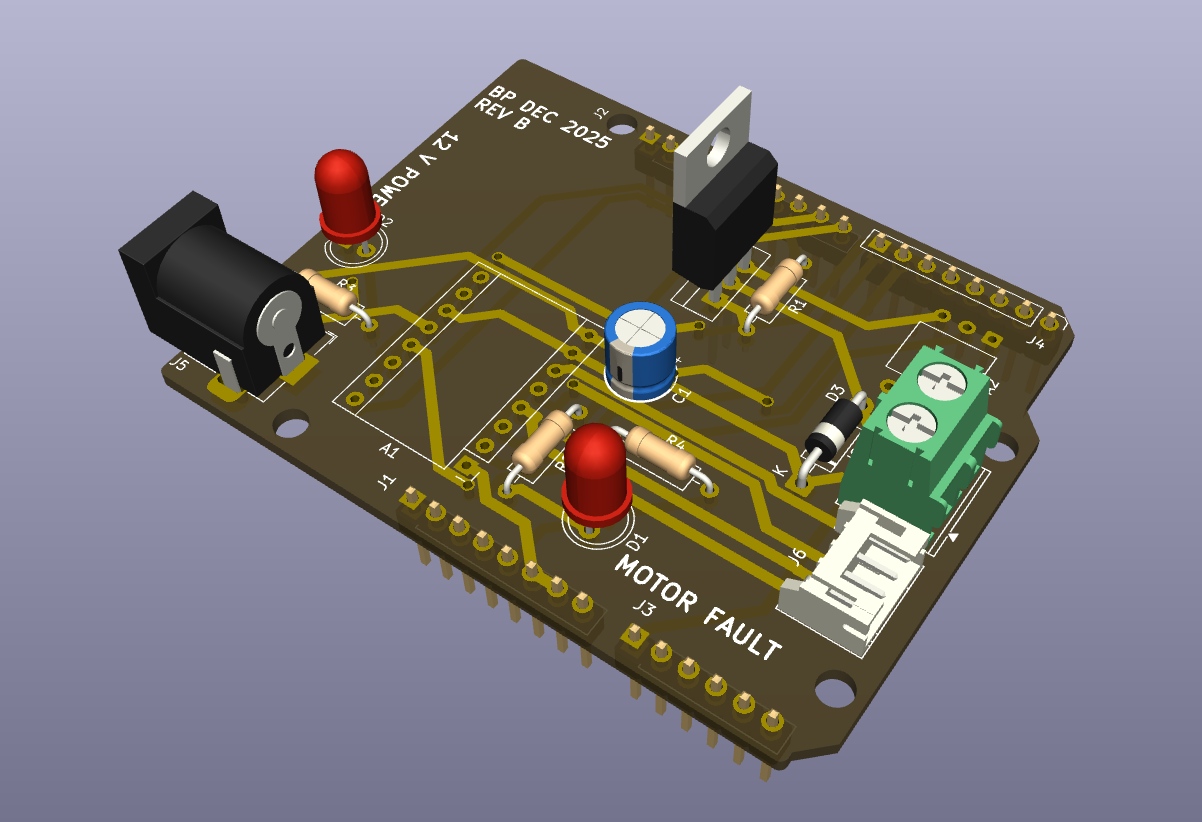 BP DEC 2025
REV B
J2
12 V POWE
R3
J5
R1
J4
D3
C1
+
R4
K
A1
J1
J6
D1
MOTOR FAULT
J3